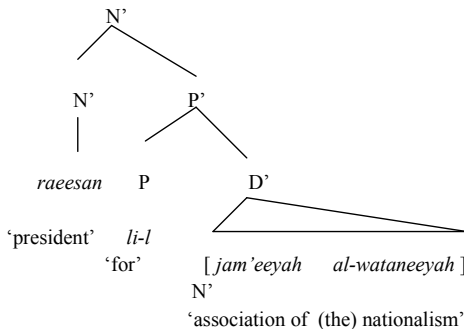 N’
N’ P’
raeesan P D’
‘president’ li-l
‘for’ [ jam’eeyah al-wataneeyah ]
N’
‘association of (the) nationalism’